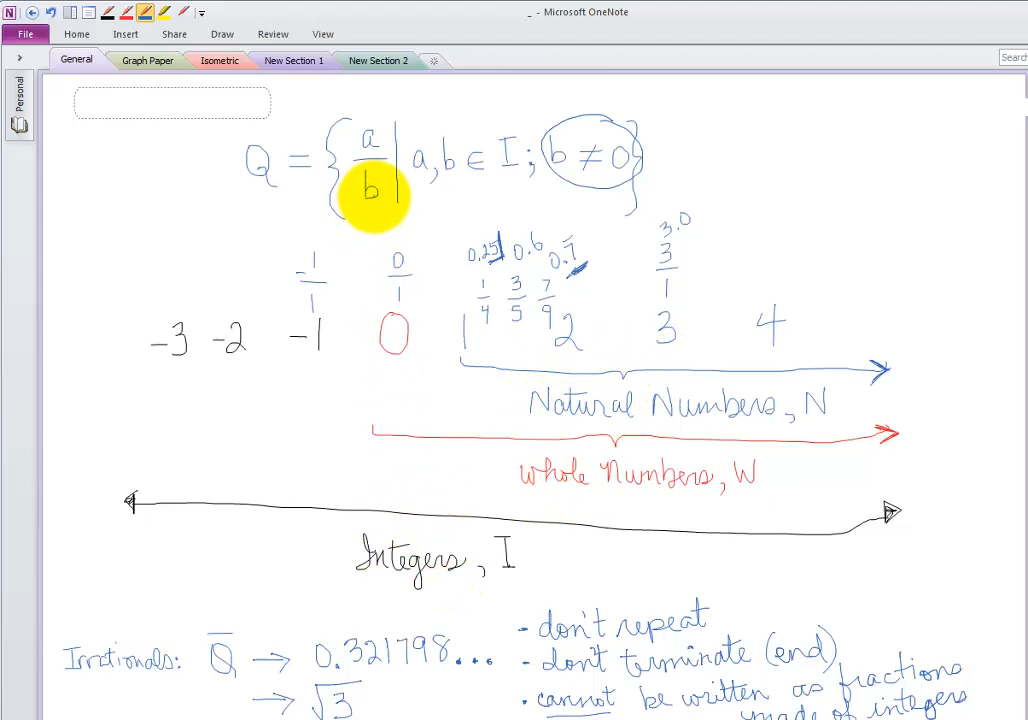 _ - Microsoft OneNote
File Home Insert Share Draw Review View
General Graph Paper Isometric New Section 1 New Section 2
Search
Personal
Q = { a/b | a, b ∈ I; b ≠ 0 }
3.0
0.25 0.6 0.7̅
-1/1 0/1 1/4 3/5 7/9 3/1
-3 -2 -1 0 1 2 3 4
Natural Numbers, N
Whole Numbers, W
Integers, I
- don't repeat
Irrationals: Q̅ → 0.321798... - don't terminate (end)
→ √3 - cannot be written as fractions
made of integers